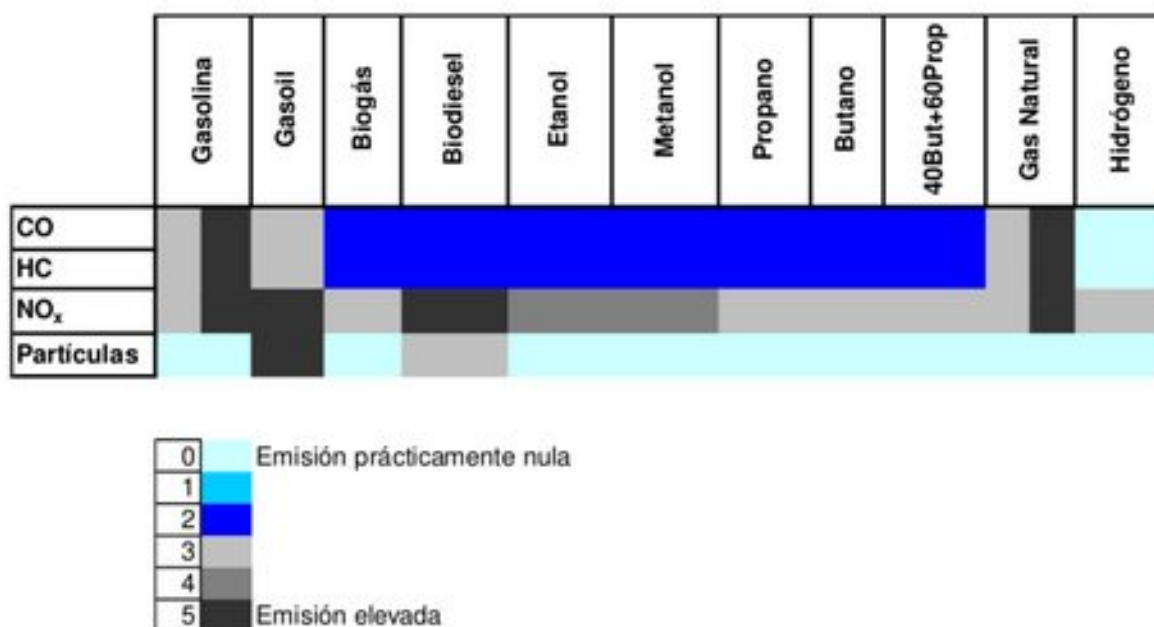 Gasolina
Gasoil
Biogás
Biodiesel
Etanol
Metanol
Propano
Butano
40But+60Prop
Gas Natural
Hidrógeno
CO
HC
NOx
Partículas
0 Emisión prácticamente nula
1
2
3
4
5 Emisión elevada